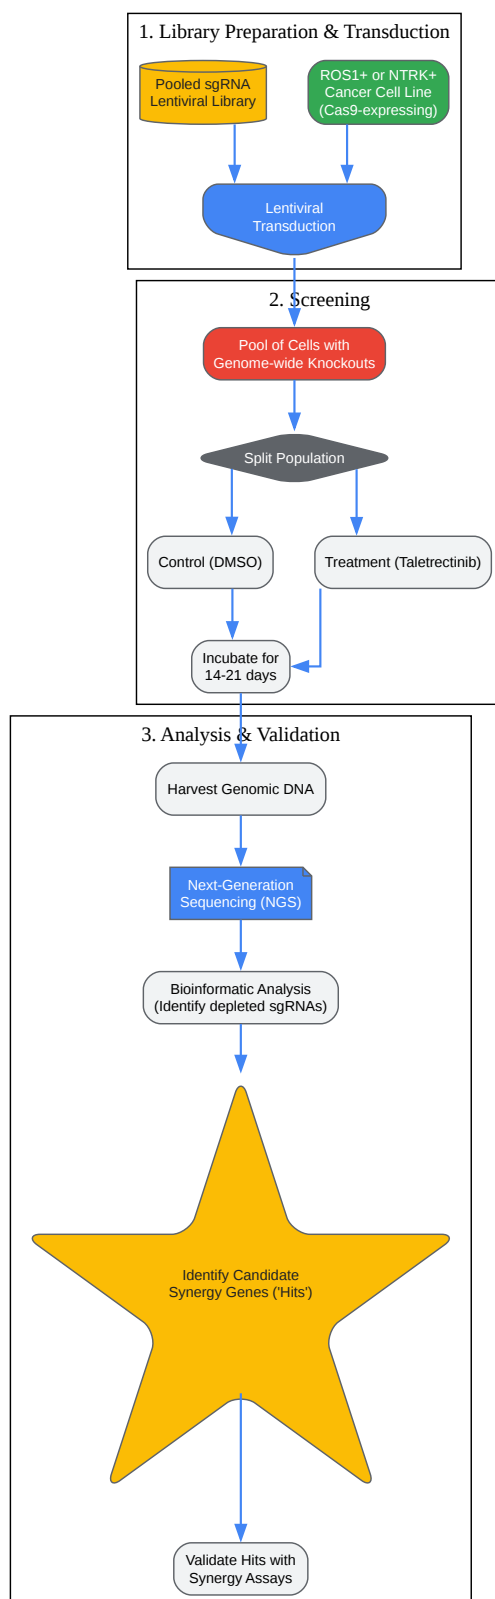 1. Library Preparation & Transduction
Pooled sgRNA
Lentiviral Library
ROS1+ or NTRK+
Cancer Cell Line
(Cas9-expressing)
Lentiviral
Transduction
2. Screening
Pool of Cells with
Genome-wide Knockouts
Split Population
Control (DMSO)
Treatment (Taletrectinib)
Incubate for
14-21 days
3. Analysis & Validation
Harvest Genomic DNA
Next-Generation
Sequencing (NGS)
Bioinformatic Analysis
(Identify depleted sgRNAs)
Identify Candidate
Synergy Genes ('Hits')
Validate Hits with
Synergy Assays